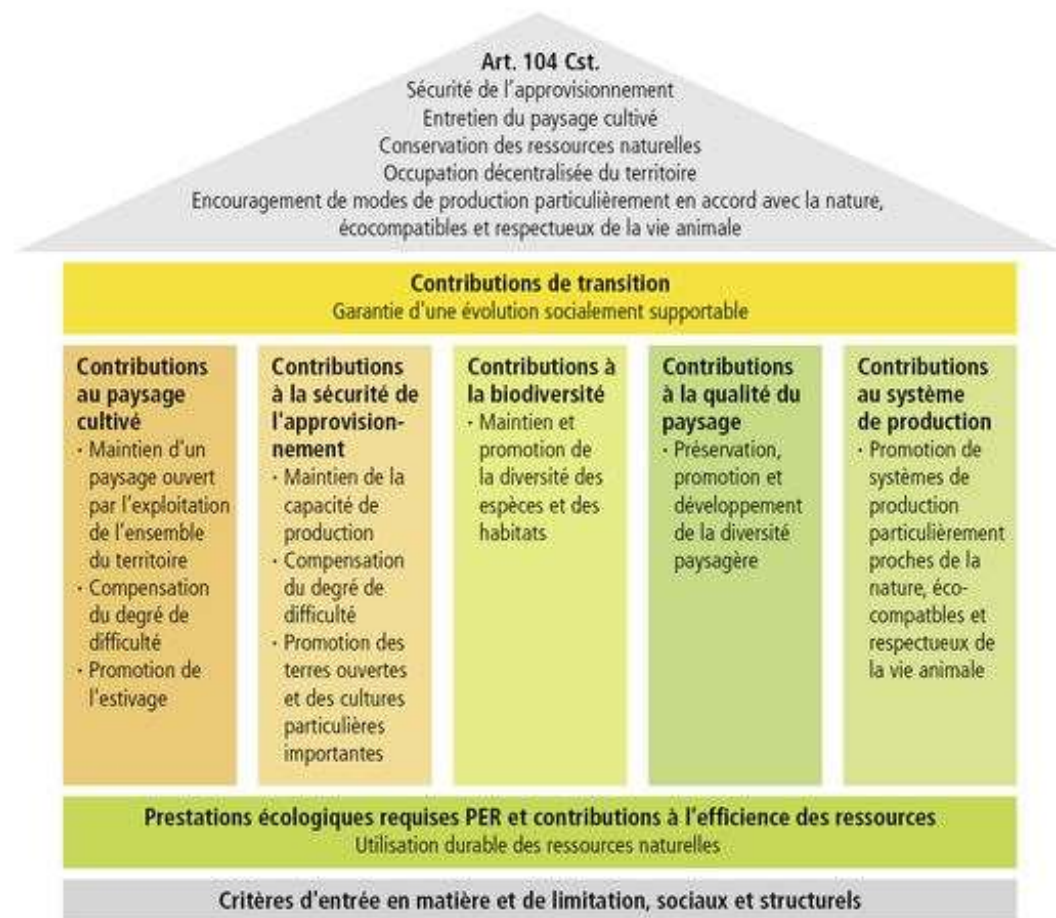 Art. 104 Cst.
Sécurité de l'approvisionnement
Entretien du paysage cultivé
Conservation des ressources naturelles
Occupation décentralisée du territoire
Encouragement de modes de production particulièrement en accord avec la nature,
écocompatibles et respectueux de la vie animale
Contributions de transition
Garantie d'une évolution socialement supportable
Contributions
au paysage
cultivé
· Maintien d'un
paysage ouvert
par l'exploitation
de l'ensemble
du territoire
· Compensation
du degré de
difficulté
· Promotion de
l'estivage
Contributions
à la sécurité de
l'approvision-
nement
· Maintien de la
capacité de
production
· Compensation
du degré de
difficulté
· Promotion des
terres ouvertes
et des cultures
particulières
importantes
Contributions à
la biodiversité
· Maintien et
promotion de
la diversité des
espèces et des
habitats
Contributions
à la qualité du
paysage
· Préservation,
promotion et
développement
de la diversité
paysagère
Contributions
au système
de production
· Promotion de
systèmes de
production
particulièrement
proches de la
nature, éco-
compatbles et
respectueux de
la vie animale
Prestations écologiques requises PER et contributions à l'efficience des ressources
Utilisation durable des ressources naturelles
Critères d'entrée en matière et de limitation, sociaux et structurels